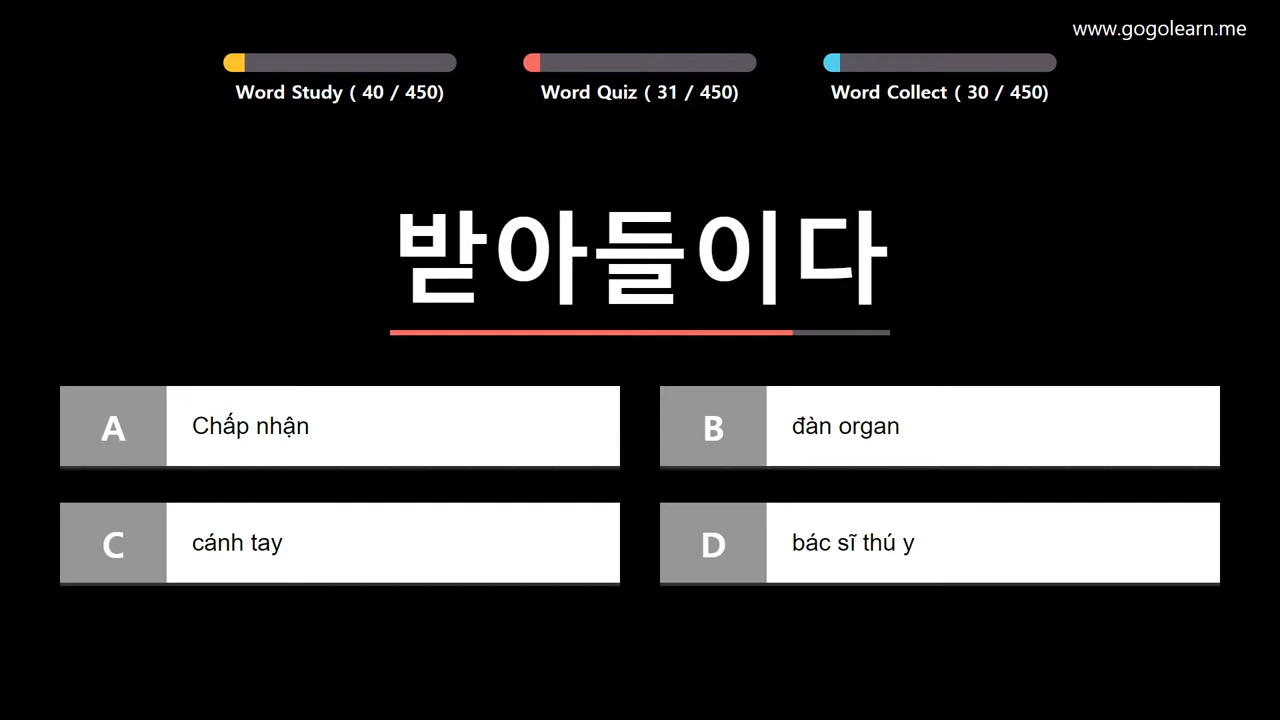 www.gogolearn.me
Word Study ( 40 / 450)
Word Quiz ( 31 / 450)
Word Collect ( 30 / 450)
받아들이다
A
Chấp nhận
B
đàn organ
C
cánh tay
D
bác sĩ thú y